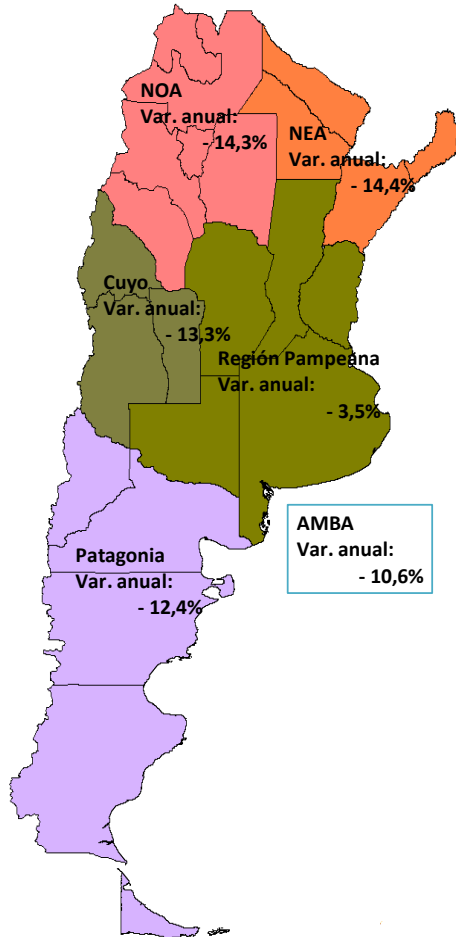 NOA
Var. anual:
- 14,3%
NEA
Var. anual:
- 14,4%
Cuyo
Var. anual:
- 13,3%
Región Pampeana
Var. anual:
- 3,5%
AMBA
Var. anual:
- 10,6%
Patagonia
Var. anual:
- 12,4%